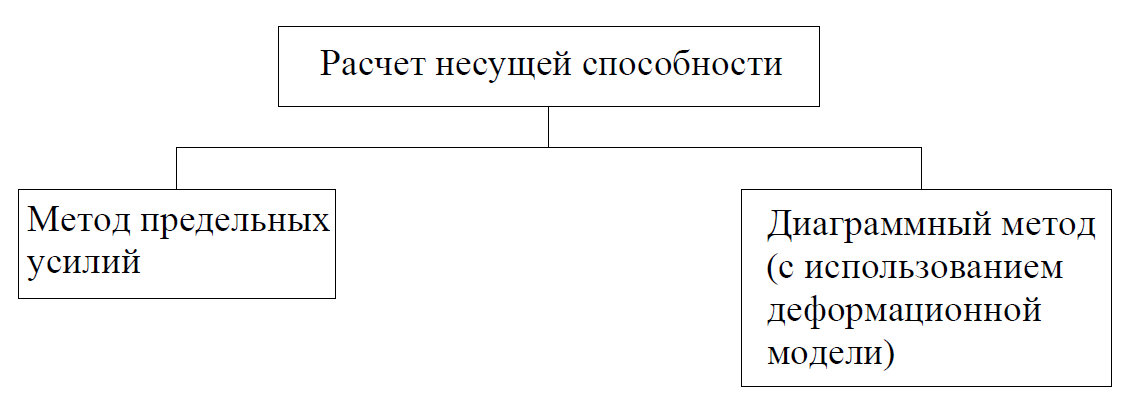 Расчет несущей способности
Метод предельных
усилий
Диаграммный метод
(с использованием
деформационной
модели)